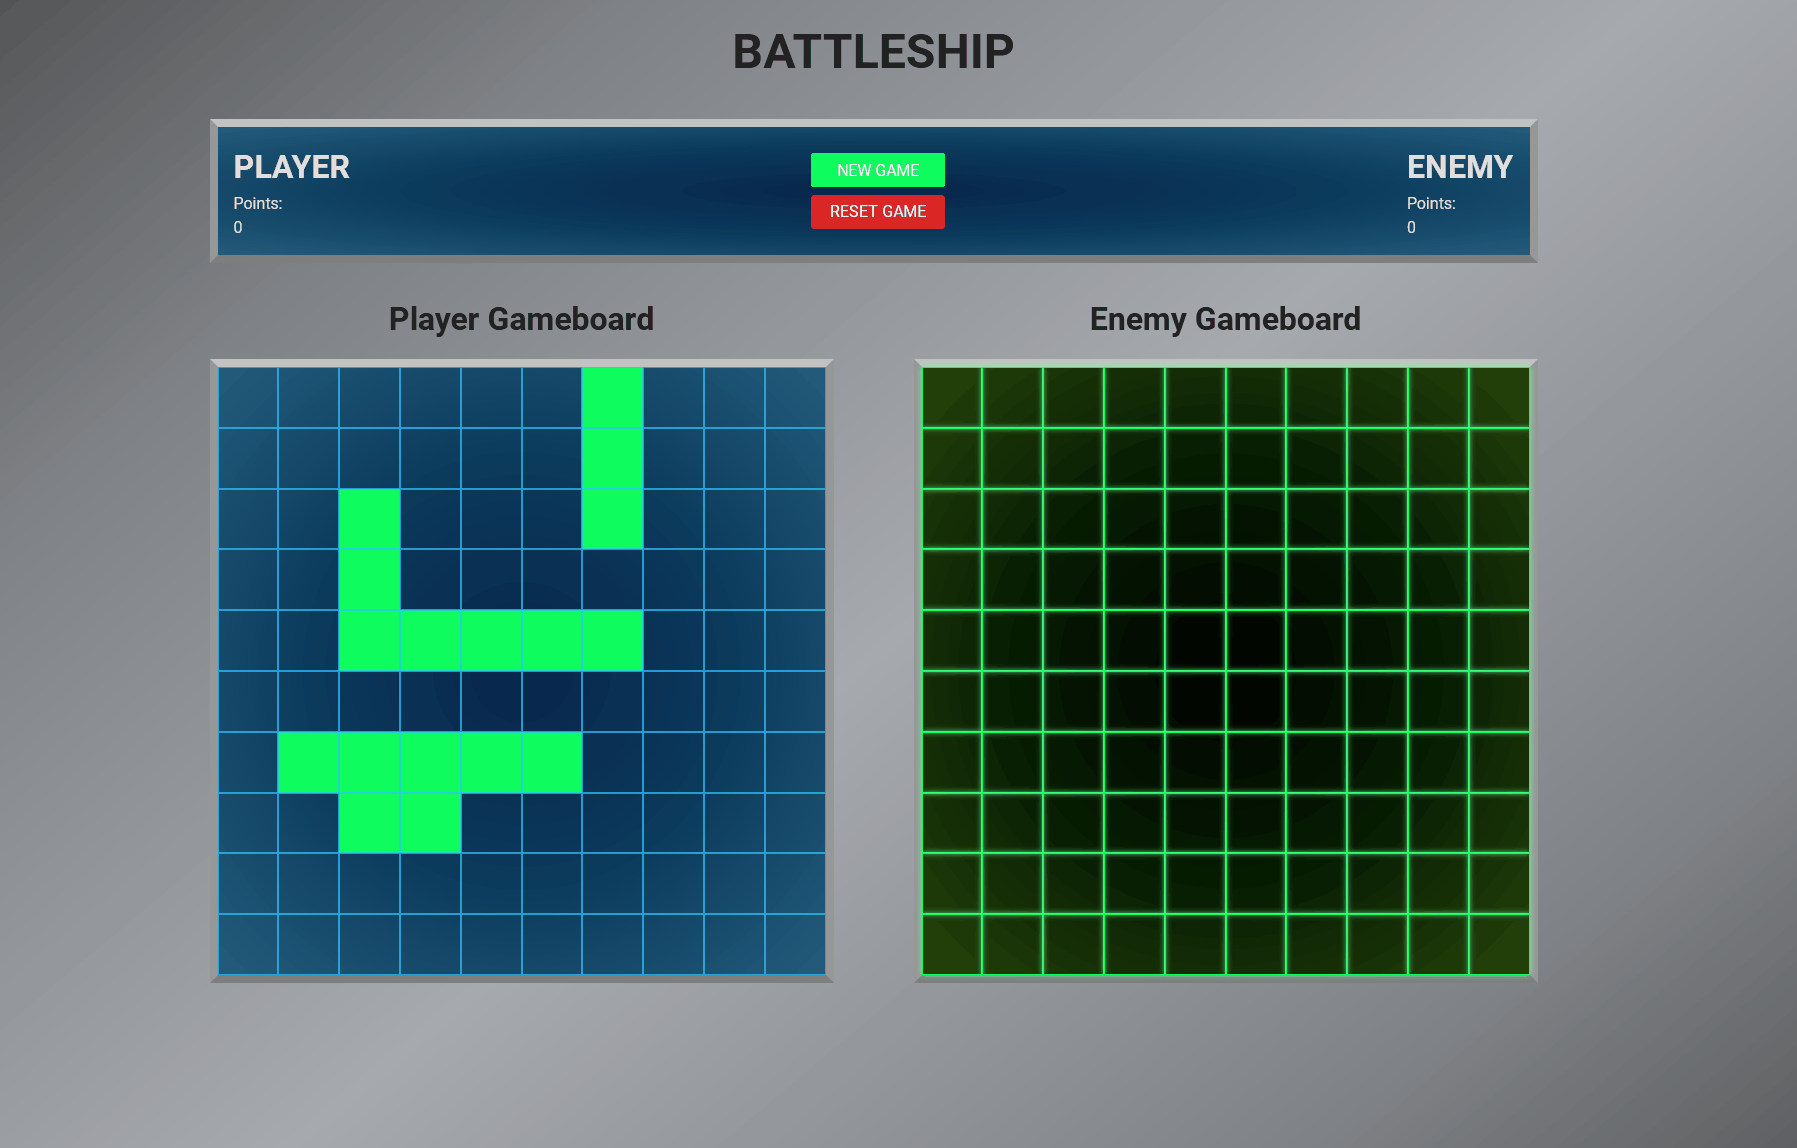 BATTLESHIP
PLAYER
Points:
0
NEW GAME
RESET GAME
ENEMY
Points:
0
Player Gameboard
Enemy Gameboard